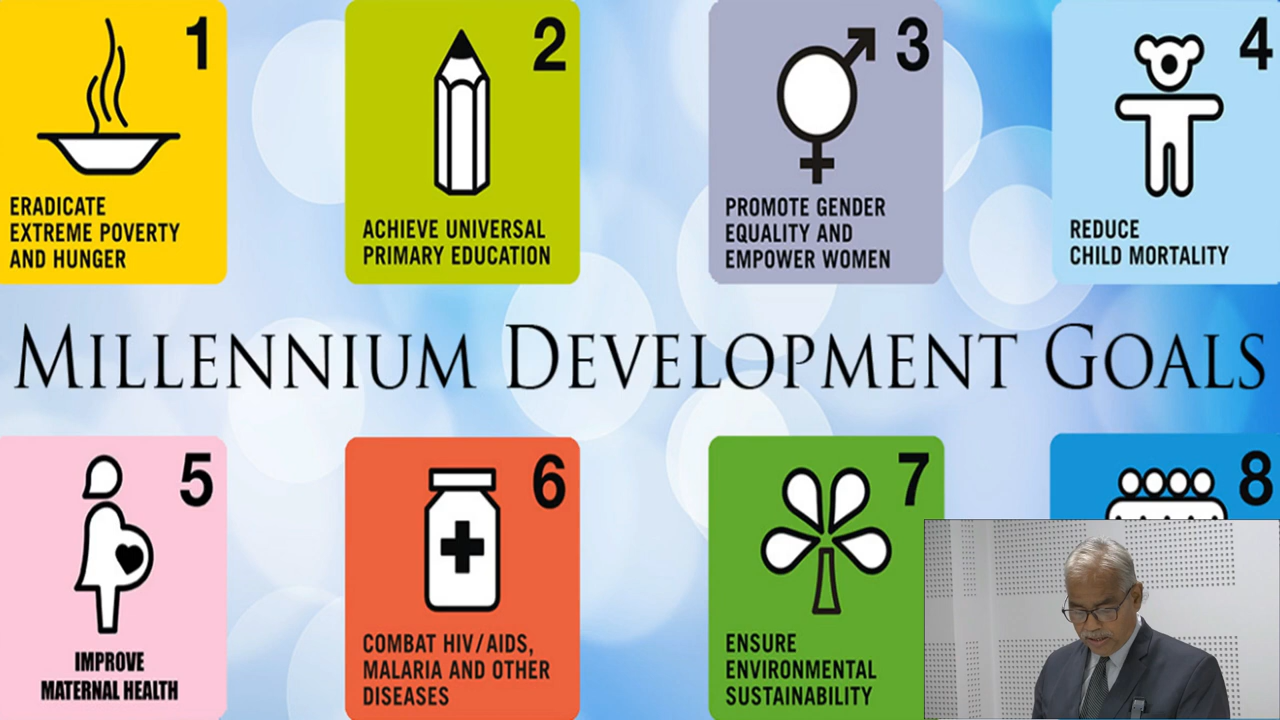 1
ERADICATE
EXTREME POVERTY
AND HUNGER
2
ACHIEVE UNIVERSAL
PRIMARY EDUCATION
3
PROMOTE GENDER
EQUALITY AND
EMPOWER WOMEN
4
REDUCE
CHILD MORTALITY
MILLENNIUM DEVELOPMENT GOALS
5
IMPROVE
MATERNAL HEALTH
6
COMBAT HIV/AIDS,
MALARIA AND OTHER
DISEASES
7
ENSURE
ENVIRONMENTAL
SUSTAINABILITY
8